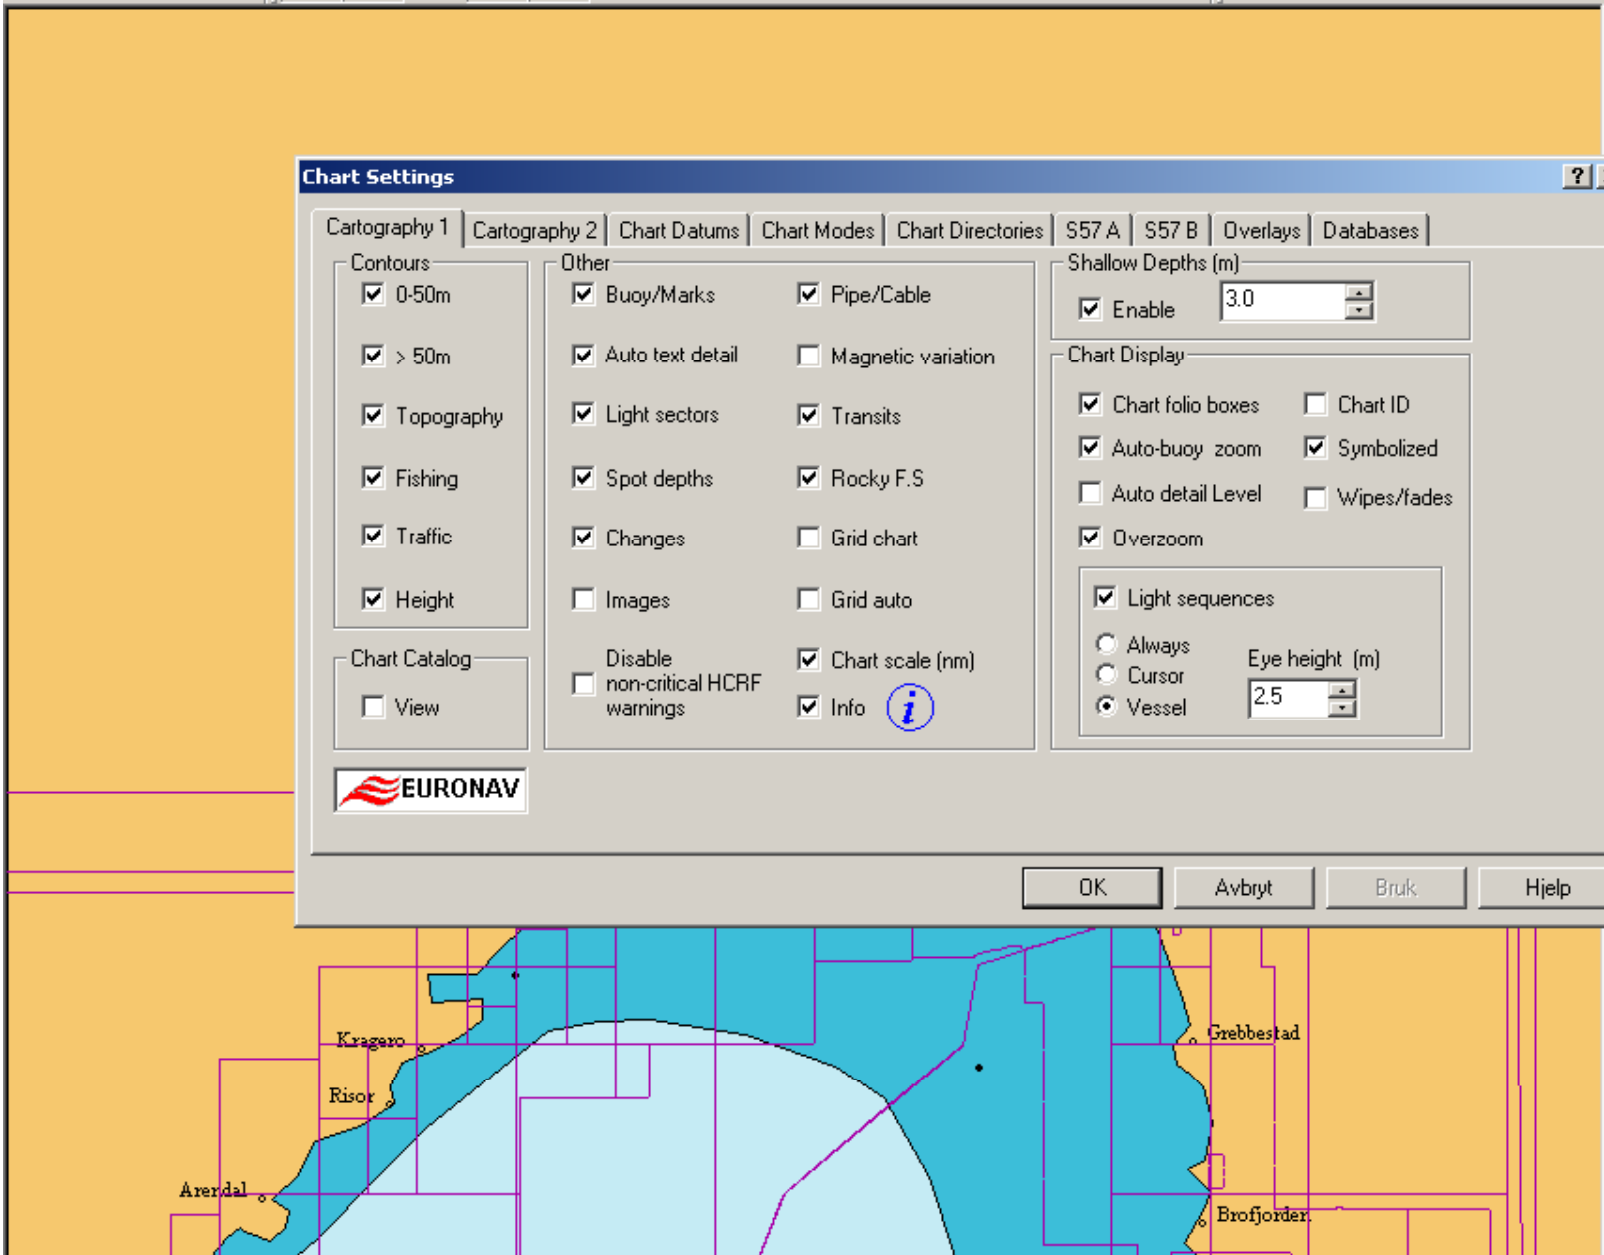 Chart Settings
?
Cartography 1 Cartography 2 Chart Datums Chart Modes Chart Directories S57 A S57 B Overlays Databases
Contours
0-50m
> 50m
Topography
Fishing
Traffic
Height
Chart Catalog
View
EURONAV
Other
Buoy/Marks
Auto text detail
Light sectors
Spot depths
Changes
Images
Disable
non-critical HCRF
warnings
Pipe/Cable
Magnetic variation
Transits
Rocky F.S
Grid chart
Grid auto
Chart scale (nm)
Info i
Shallow Depths (m)
Enable 3.0
Chart Display
Chart folio boxes
Auto-buoy zoom
Auto detail Level
Overzoom
Chart ID
Symbolized
Wipes/fades
Light sequences
Always
Cursor
Vessel
Eye height (m)
2.5
OK Avbryt Bruk Hjelp
Kragero
Grebbestad
Risor
Arendal
Brofjorden